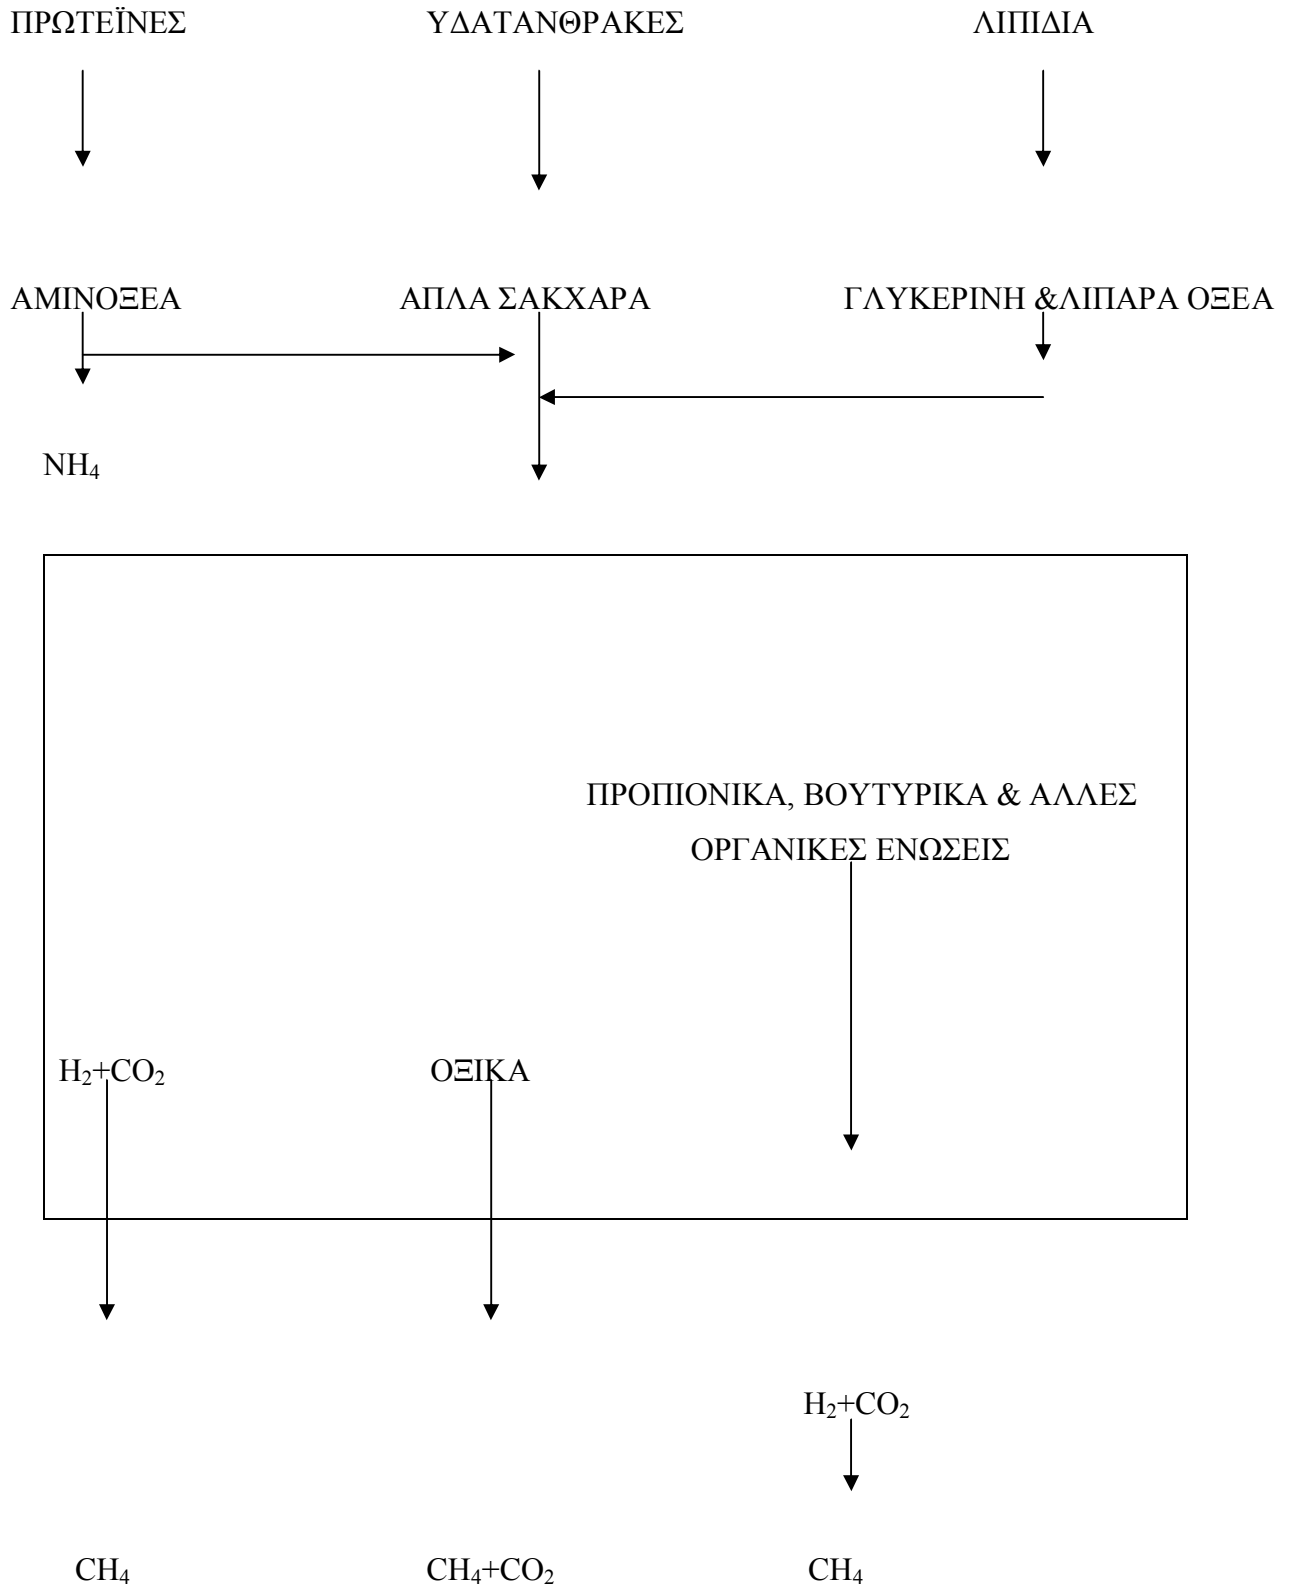 ΠΡΩΤΕΪΝΕΣ ΥΔΑΤΑΝΘΡΑΚΕΣ ΛΙΠΙΔΙΑ
ΑΜΙΝΟΞΕΑ ΑΠΛΑ ΣΑΚΧΑΡΑ ΓΛΥΚΕΡΙΝΗ &ΛΙΠΑΡΑ ΟΞΕΑ
NH₄
ΠΡΟΠΙΟΝΙΚΑ, ΒΟΥΤΥΡΙΚΑ & ΑΛΛΕΣ
ΟΡΓΑΝΙΚΕΣ ΕΝΩΣΕΙΣ
H₂+CO₂ ΟΞΙΚΑ
H₂+CO₂
CH₄ CH₄+CO₂ CH₄